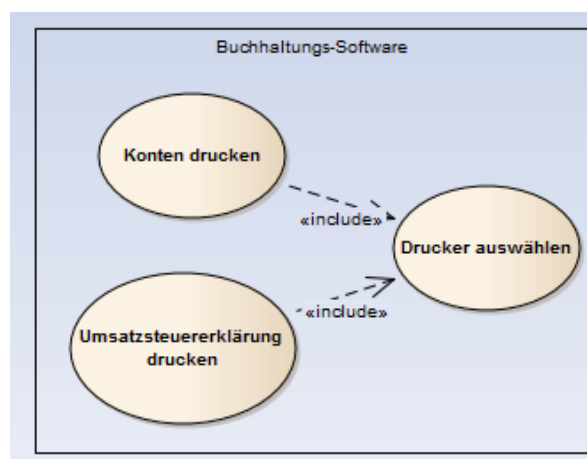 Buchhaltungs-Software
Konten drucken
«include»
Drucker auswählen
«include»
Umsatzsteuererklärung
drucken